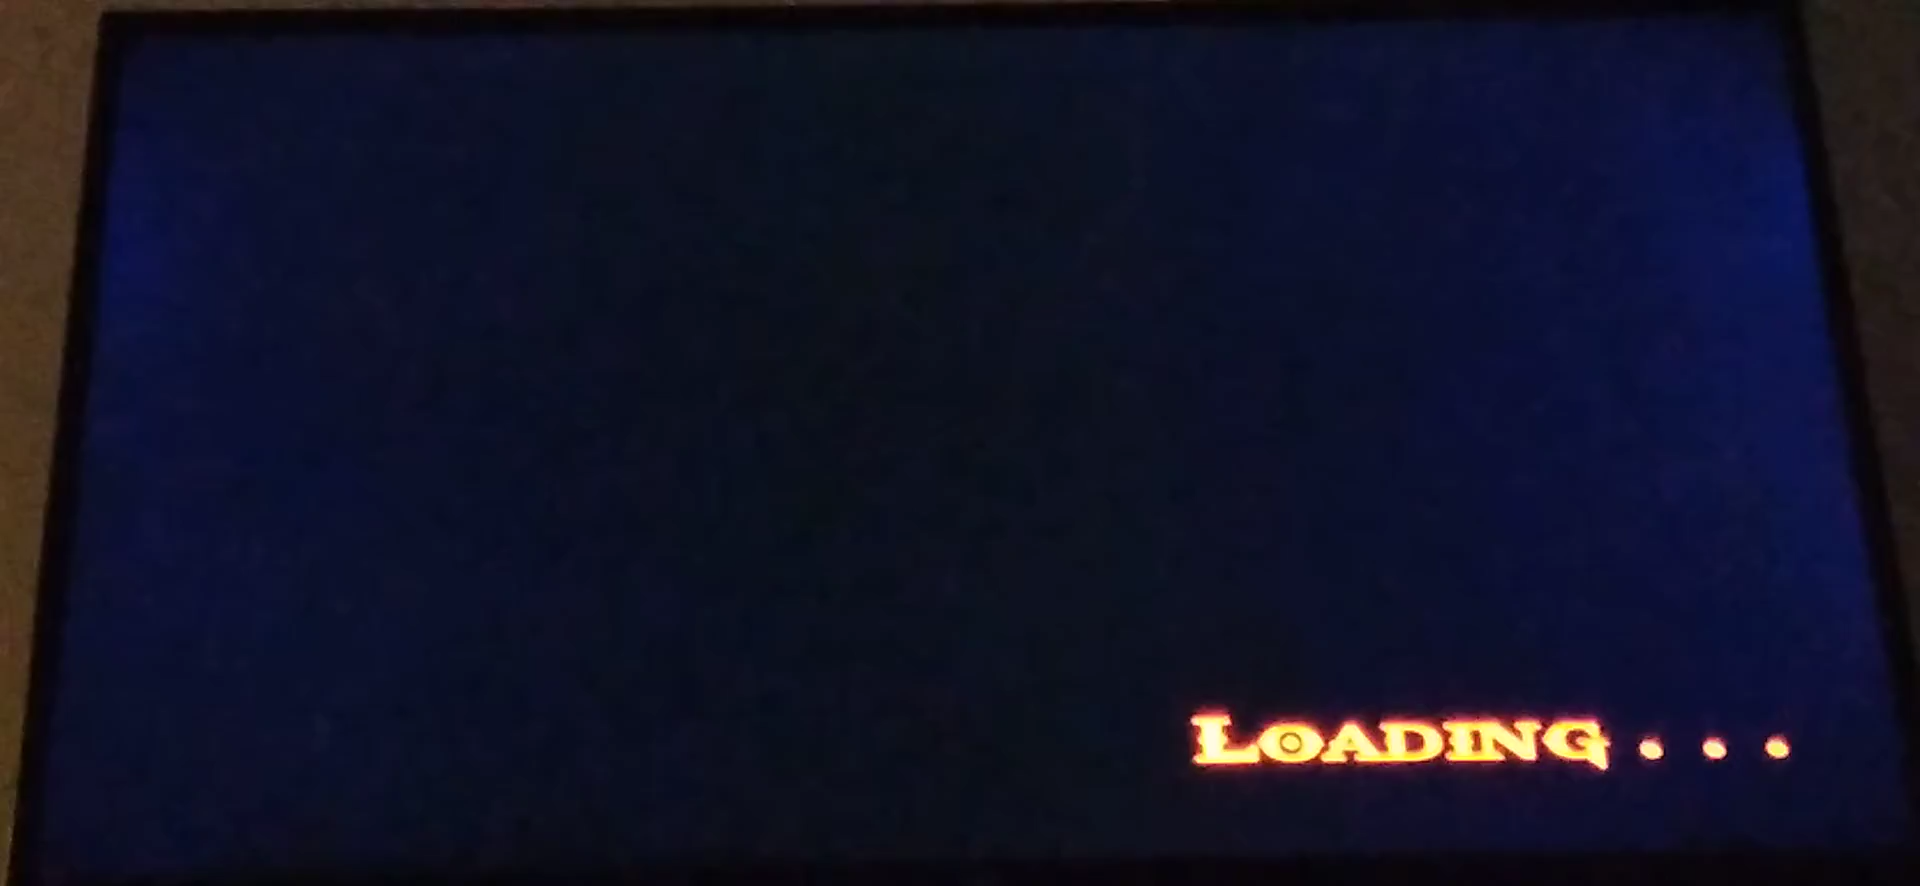 LOADING . . .